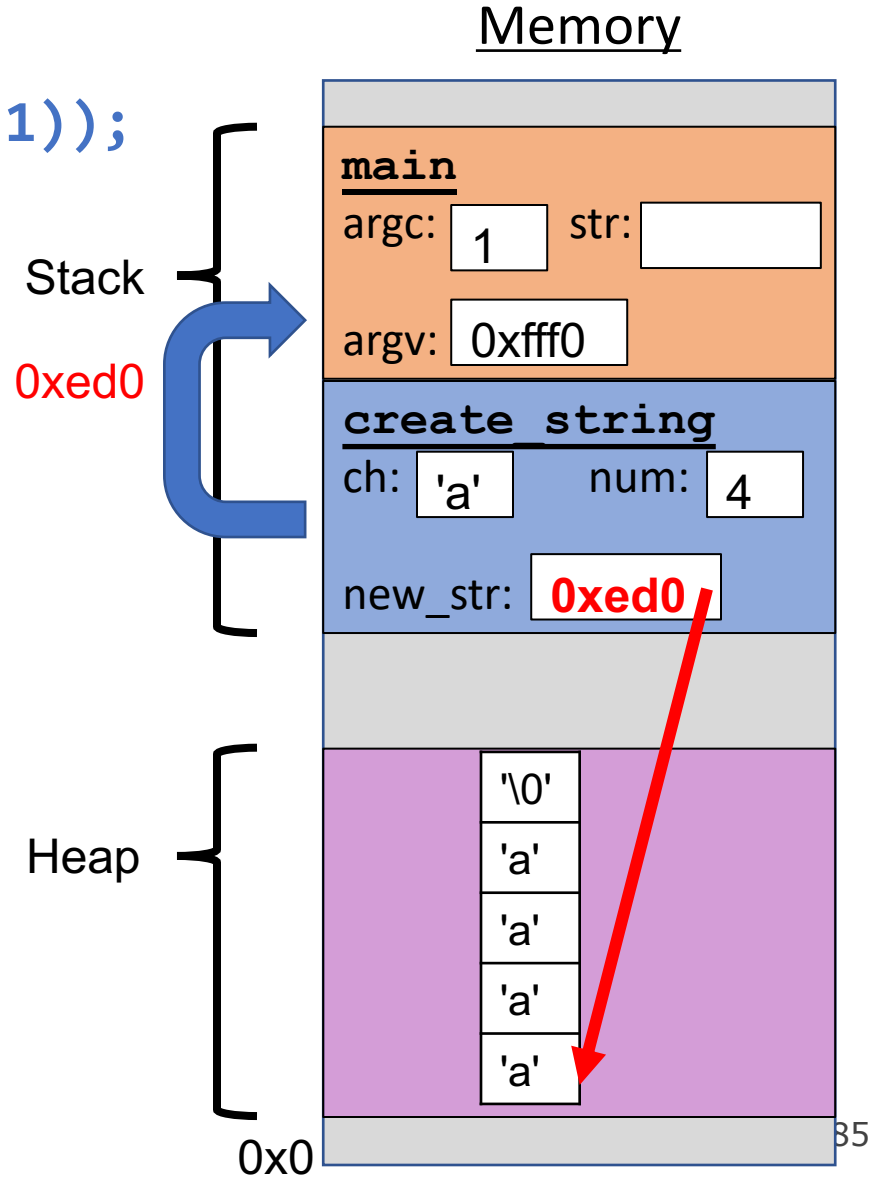 Memory
1));
main
argc: 1 str:
Stack
argv: 0xfff0
0xed0
create_string
ch: 'a' num: 4
new_str: 0xed0
'\0'
Heap
'a'
'a'
'a'
'a'
0x0